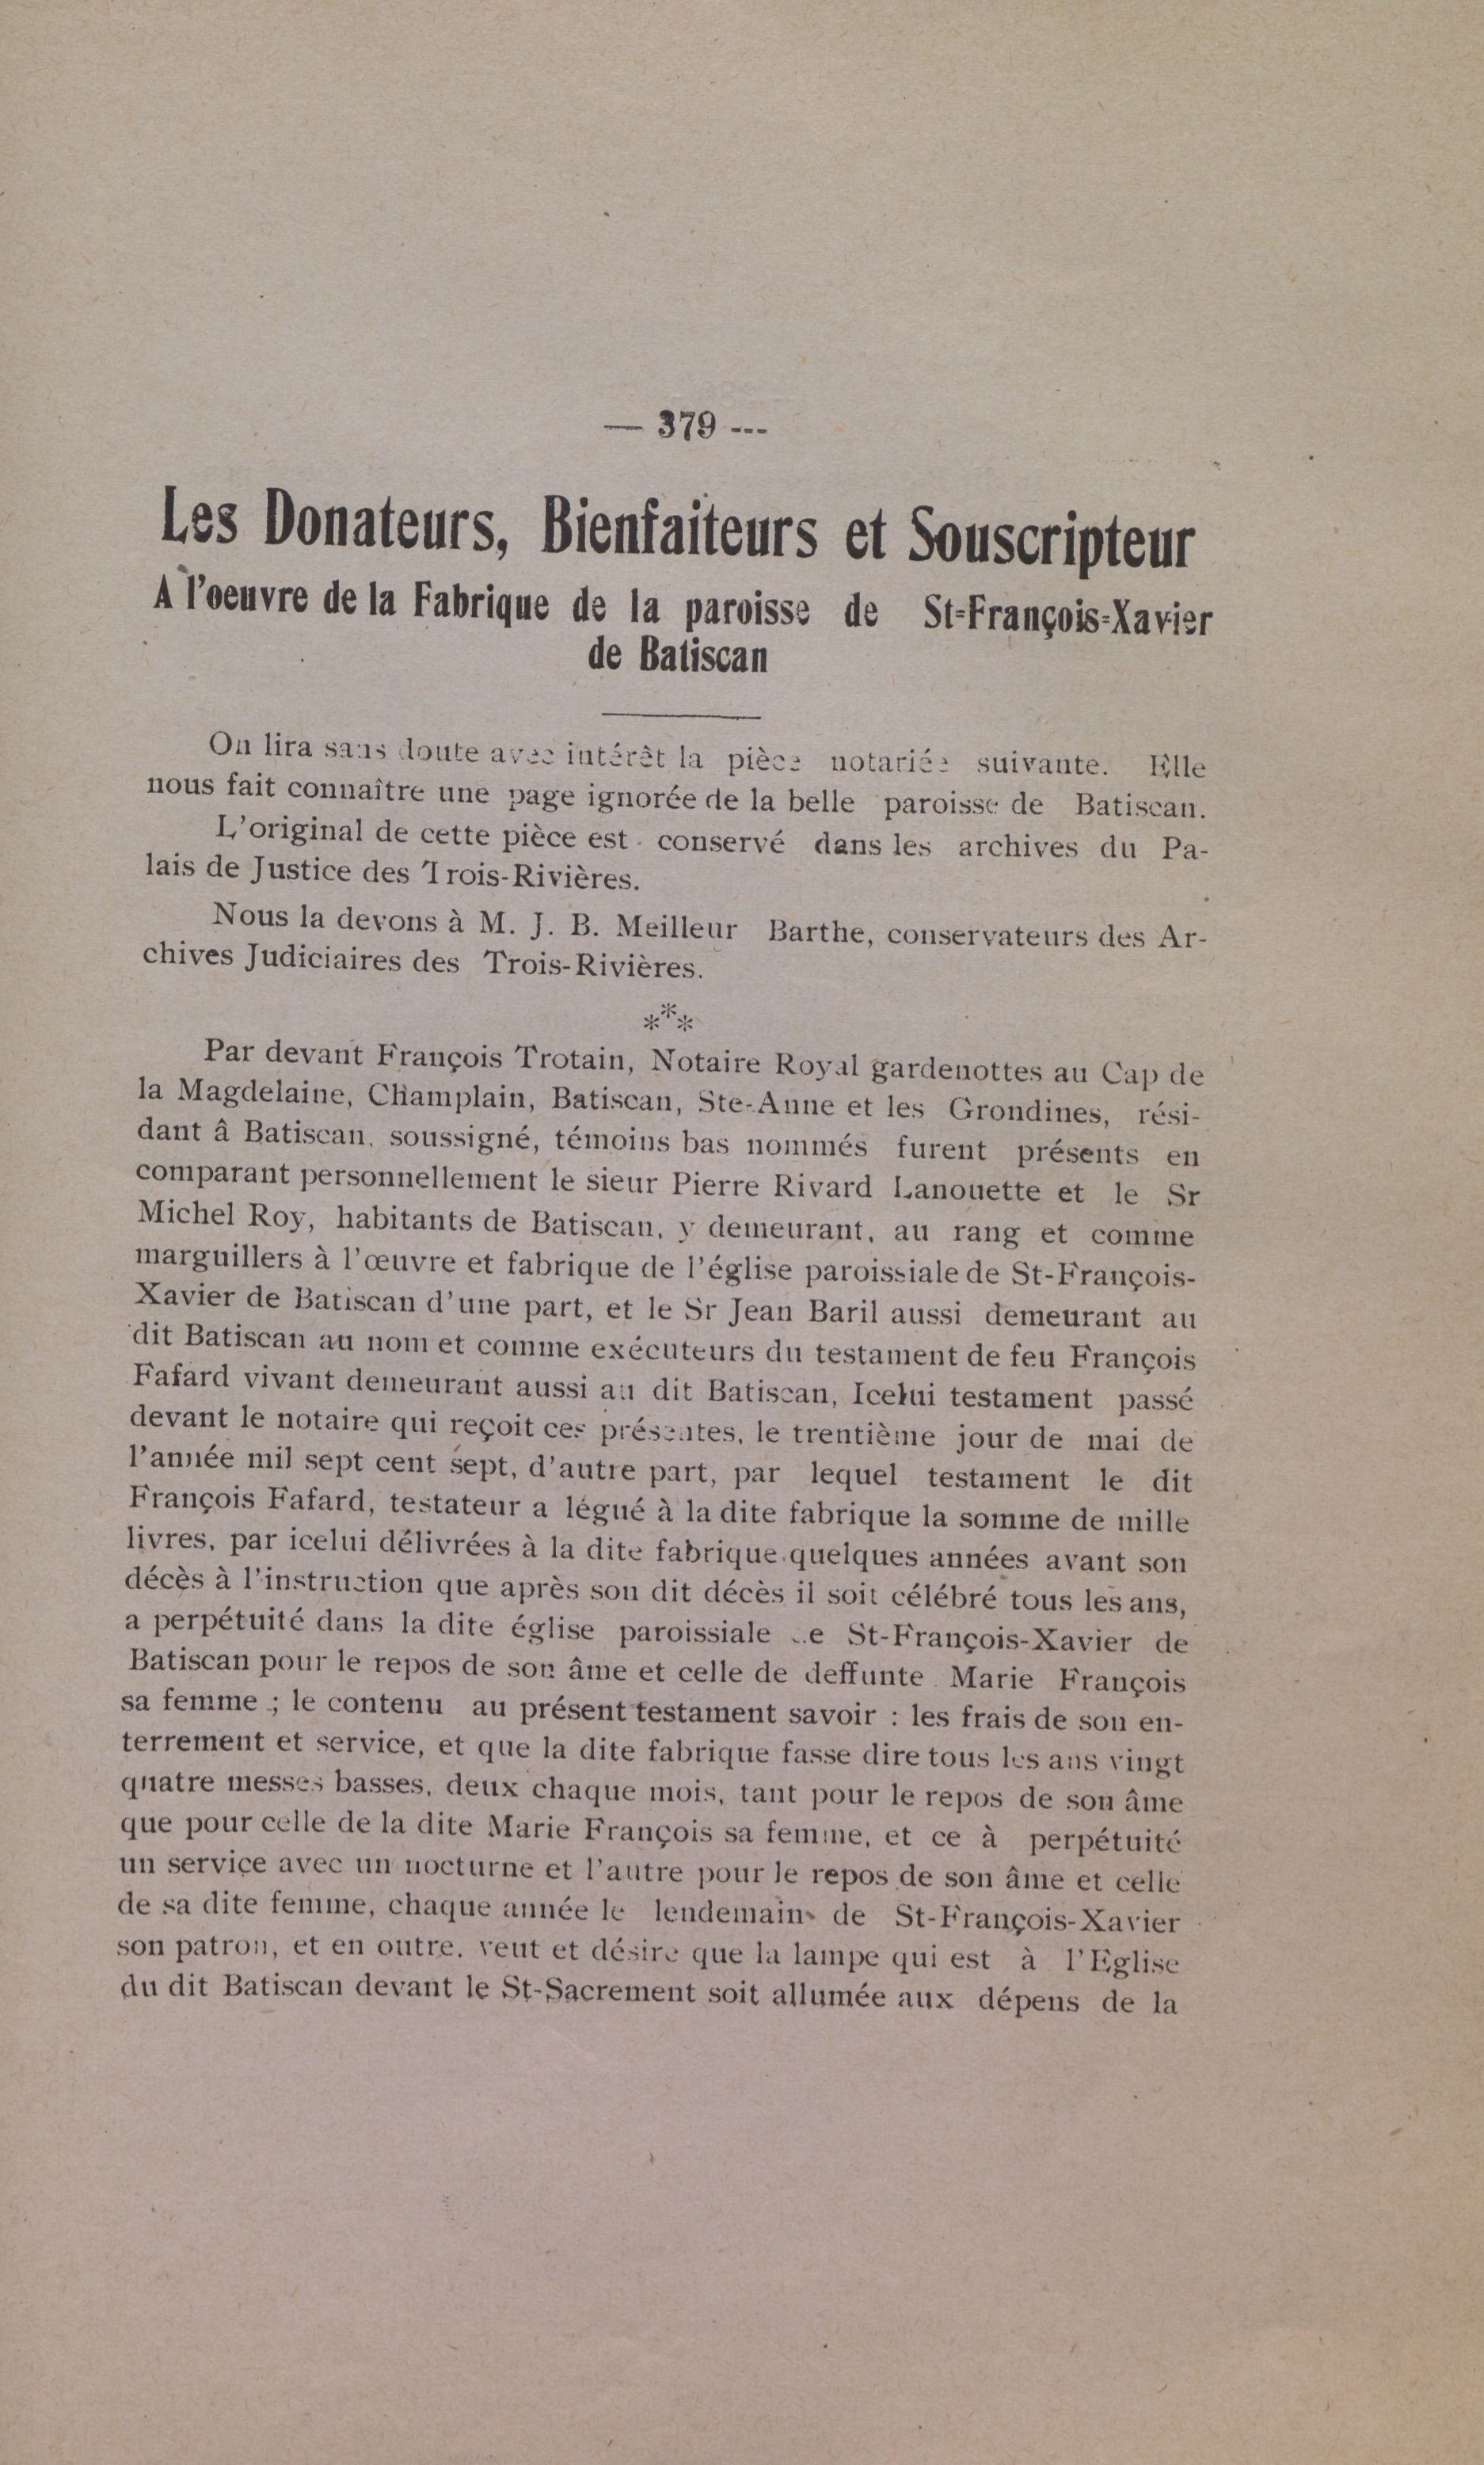 — 379 ---
Les Donateurs, Bienfaiteurs et Souscripteur
A l'oeuvre de la Fabrique de la paroisse de St-François-Xavier
de Batiscan
On lira sans doute avec intérêt la pièce notariée suivante. Elle
nous fait connaître une page ignorée de la belle paroisse de Batiscan.
L'original de cette pièce est conservé dans les archives du Pa-
lais de Justice des Trois-Rivières.
Nous la devons à M. J. B. Meilleur Barthe, conservateurs des Ar-
chives Judiciaires des Trois-Rivières.
***
Par devant François Trotain, Notaire Royal gardenottes au Cap de
la Magdelaine, Champlain, Batiscan, Ste-Anne et les Grondines, rési-
dant â Batiscan, soussigné, témoins bas nommés furent présents en
comparant personnellement le sieur Pierre Rivard Lanouette et le Sr
Michel Roy, habitants de Batiscan, y demeurant, au rang et comme
marguillers à l'œuvre et fabrique de l'église paroissiale de St-François-
Xavier de Batiscan d'une part, et le Sr Jean Baril aussi demeurant au
dit Batiscan au nom et comme exécuteurs du testament de feu François
Fafard vivant demeurant aussi au dit Batiscan, Icelui testament passé
devant le notaire qui reçoit ces présentes, le trentième jour de mai de
l'année mil sept cent sept, d'autre part, par lequel testament le dit
François Fafard, testateur a légué à la dite fabrique la somme de mille
livres, par icelui délivrées à la dite fabrique quelques années avant son
décès à l'instruction que après son dit décès il soit célébré tous les ans,
a perpétuité dans la dite église paroissiale de St-François-Xavier de
Batiscan pour le repos de son âme et celle de deffunte Marie François
sa femme ; le contenu au présent testament savoir : les frais de son en-
terrement et service, et que la dite fabrique fasse dire tous les ans vingt
quatre messes basses, deux chaque mois, tant pour le repos de son âme
que pour celle de la dite Marie François sa femme, et ce à perpétuité
un service avec un nocturne et l'autre pour le repos de son âme et celle
de sa dite femme, chaque année le lendemain de St-François-Xavier
son patron, et en outre, veut et désire que la lampe qui est à l'Eglise
du dit Batiscan devant le St-Sacrement soit allumée aux dépens de la